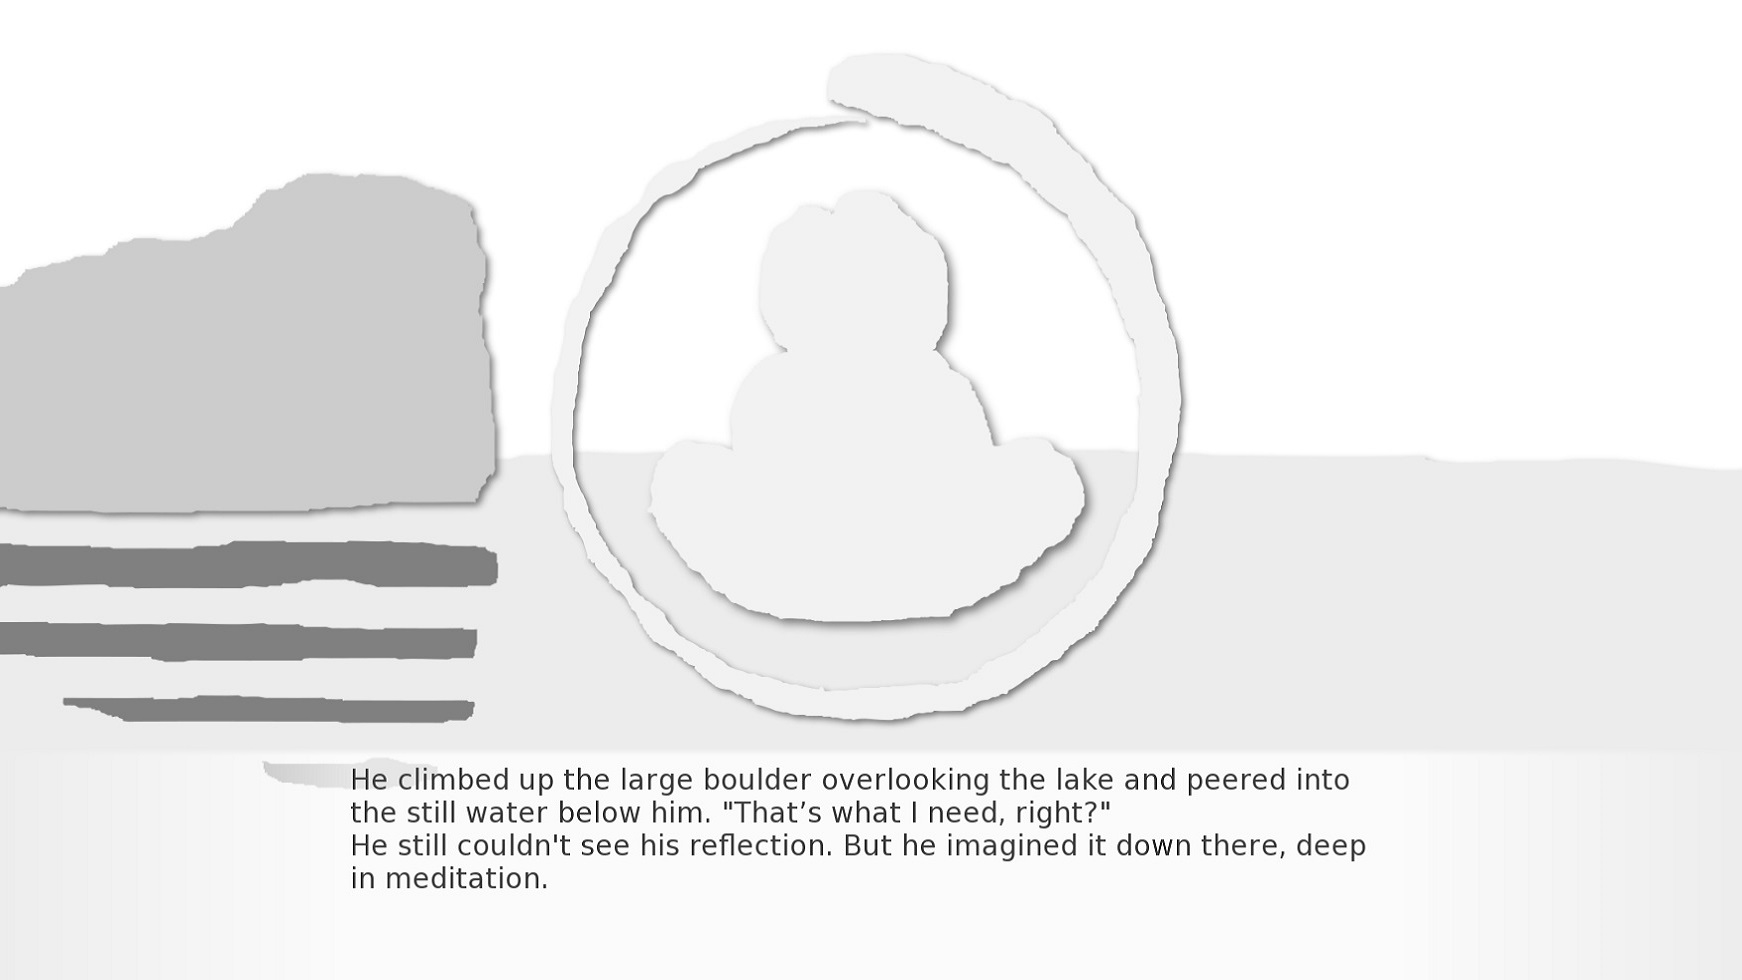 He climbed up the large boulder overlooking the lake and peered into
the still water below him. "That’s what I need, right?"
He still couldn't see his reflection. But he imagined it down there, deep
in meditation.